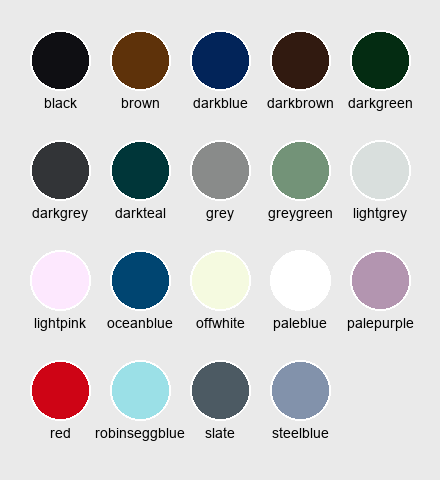 black brown darkblue darkbrown darkgreen
darkgrey darkteal grey greygreen lightgrey
lightpink oceanblue offwhite paleblue palepurple
red robinseggblue slate steelblue